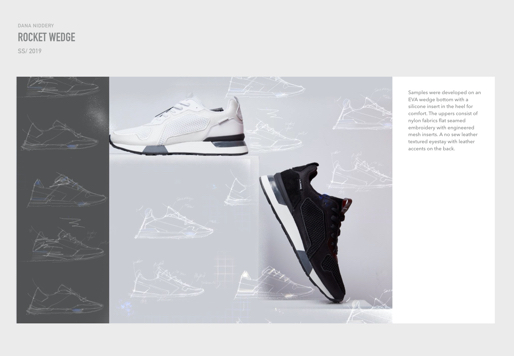 DANA NIDDERY
ROCKET WEDGE
SS/ 2019
Samples were developed on an
EVA wedge bottom with a
silicone insert in the heel for
comfort. The uppers consist of
nylon fabrics flat seamed
embroidery with engineered
mesh inserts. A no sew leather
textured eyestay with leather
accents on the back.